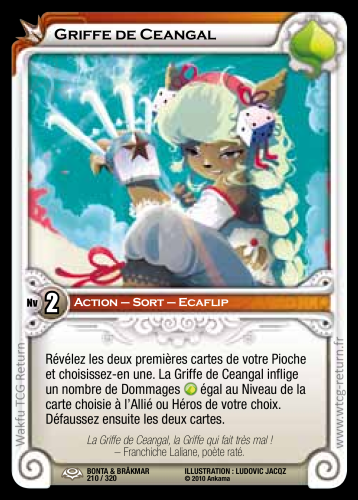 Griffe de Ceangal
Nv 2 Action – Sort – Ecaflip
Révélez les deux premières cartes de votre Pioche
et choisissez-en une. La Griffe de Ceangal inflige
un nombre de Dommages égal au Niveau de la
carte choisie à l'Allié ou Héros de votre choix.
Défaussez ensuite les deux cartes.
La Griffe de Ceangal, la Griffe qui fait très mal !
– Franchiche Laliane, poète raté.
BONTA & BRÂKMAR
210 / 320
ILLUSTRATION : LUDOVIC JACQZ
© 2010 Ankama
Wakfu TCG Return
www.wtcg-return.fr